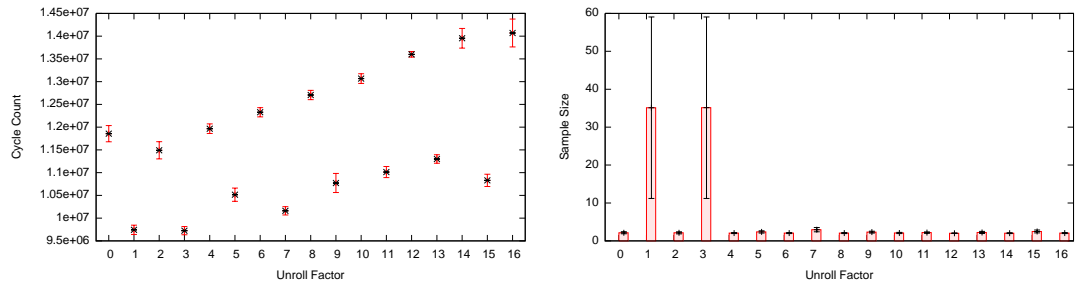 1.45e+07
1.4e+07
1.35e+07
1.3e+07
1.25e+07
1.2e+07
1.15e+07
1.1e+07
1.05e+07
1e+07
9.5e+06
Cycle Count
0 1 2 3 4 5 6 7 8 9 10 11 12 13 14 15 16
Unroll Factor
60
50
40
30
20
10
0
Sample Size
0 1 2 3 4 5 6 7 8 9 10 11 12 13 14 15 16
Unroll Factor